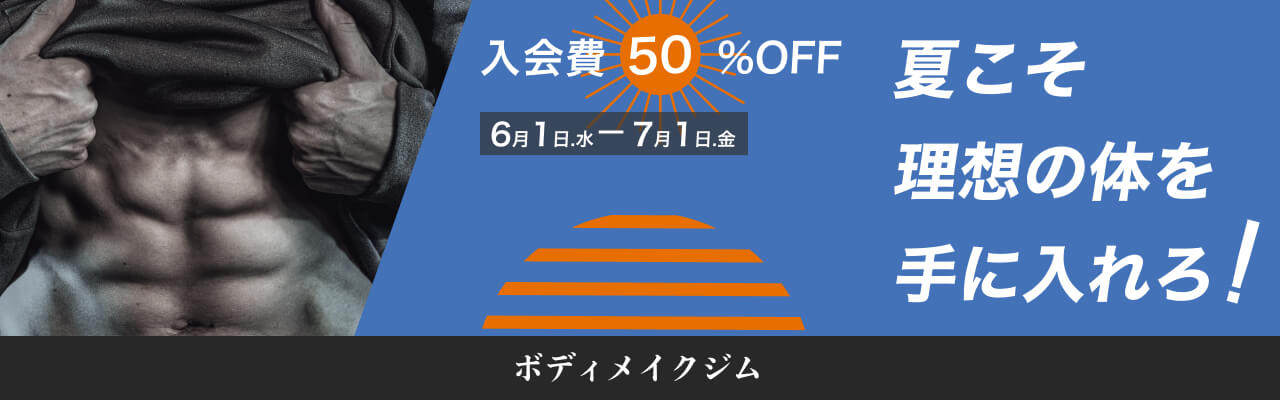 入会費 50 %OFF
6月1日.水ー7月1日.金
夏こそ
理想の体を
手に入れろ!
ボディメイクジム